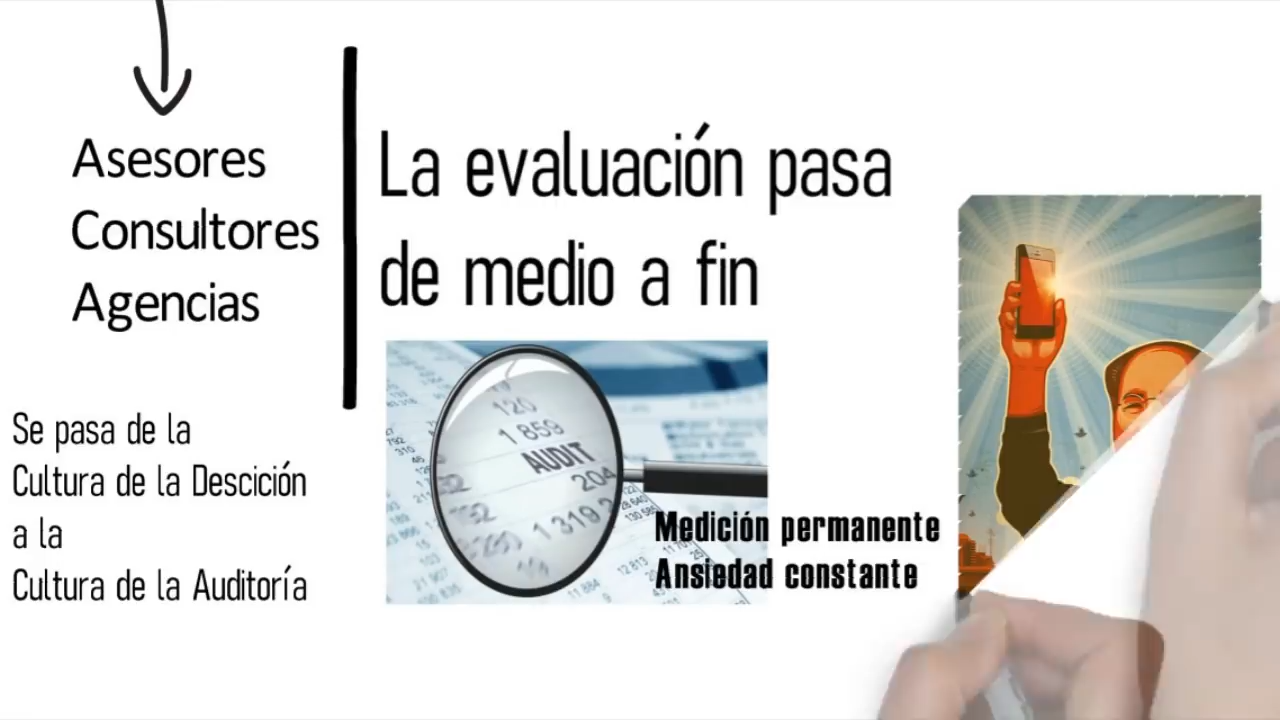 Asesores
Consultores
Agencias
Se pasa de la
Cultura de la Descición
a la
Cultura de la Auditoría
La evaluación pasa
de medio a fin
120
1 859
AUDIT
204
1 319
Medición permanente
Ansiedad constante